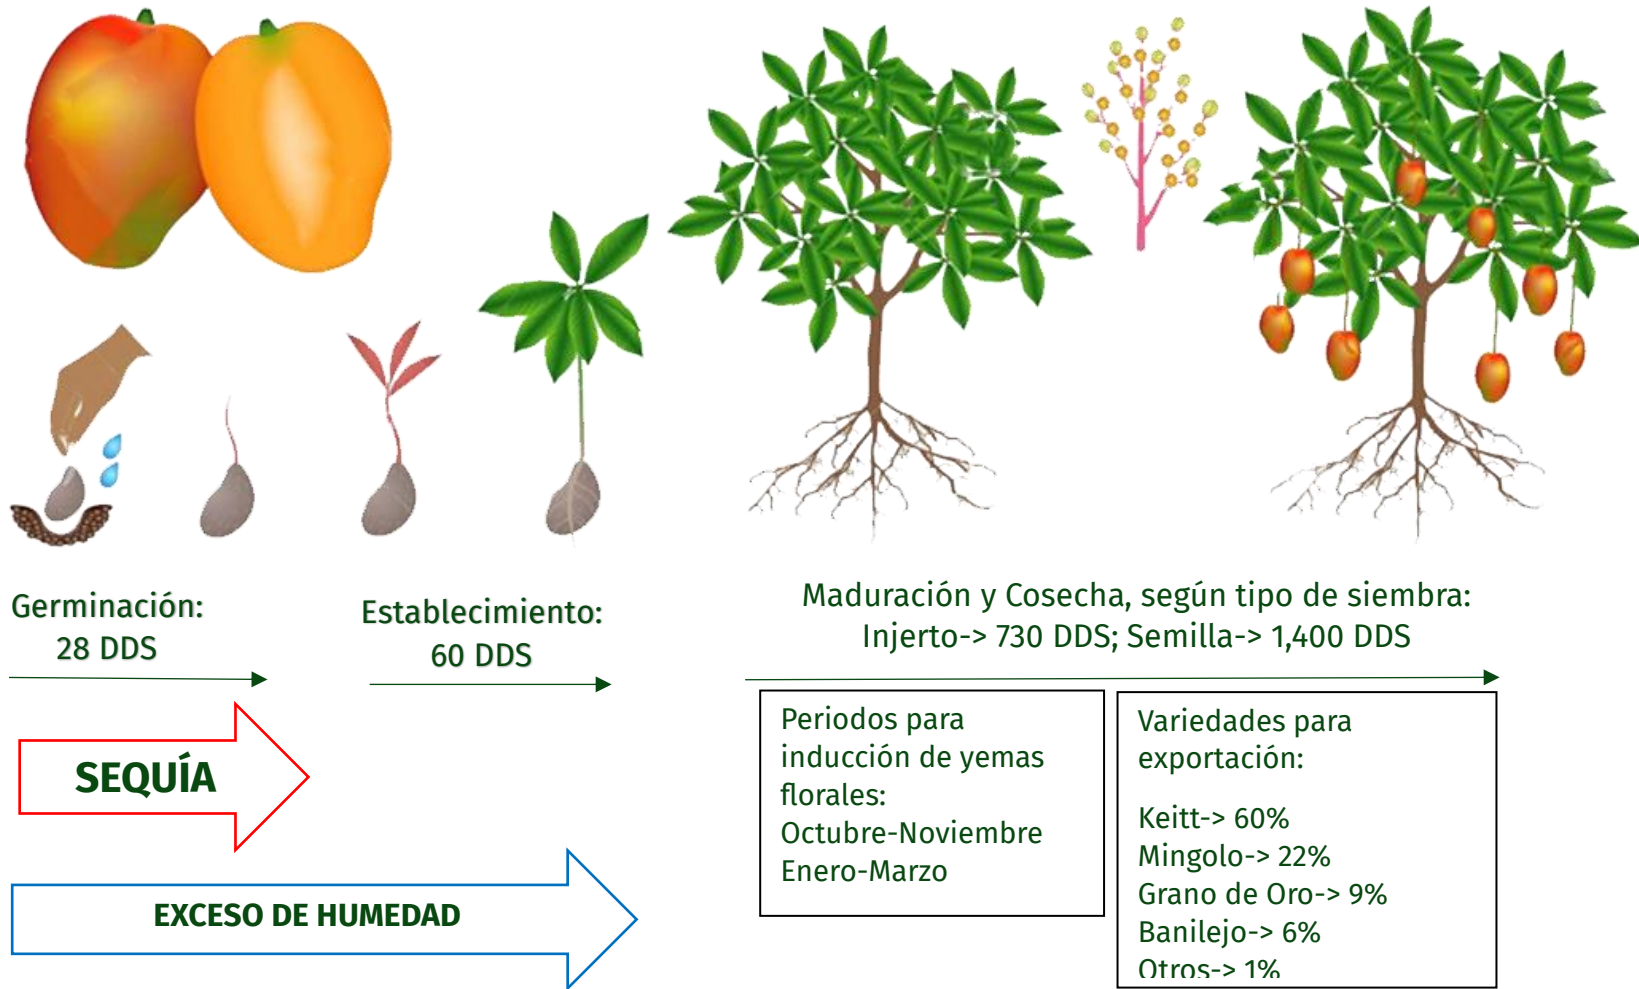 Germinación:
28 DDS
Establecimiento:
60 DDS
Maduración y Cosecha, según tipo de siembra:
Injerto-> 730 DDS; Semilla-> 1,400 DDS
SEQUÍA
EXCESO DE HUMEDAD
Periodos para
inducción de yemas
florales:
Octubre-Noviembre
Enero-Marzo
Variedades para
exportación:
Keitt-> 60%
Mingolo-> 22%
Grano de Oro-> 9%
Banilejo-> 6%
Otros-> 1%